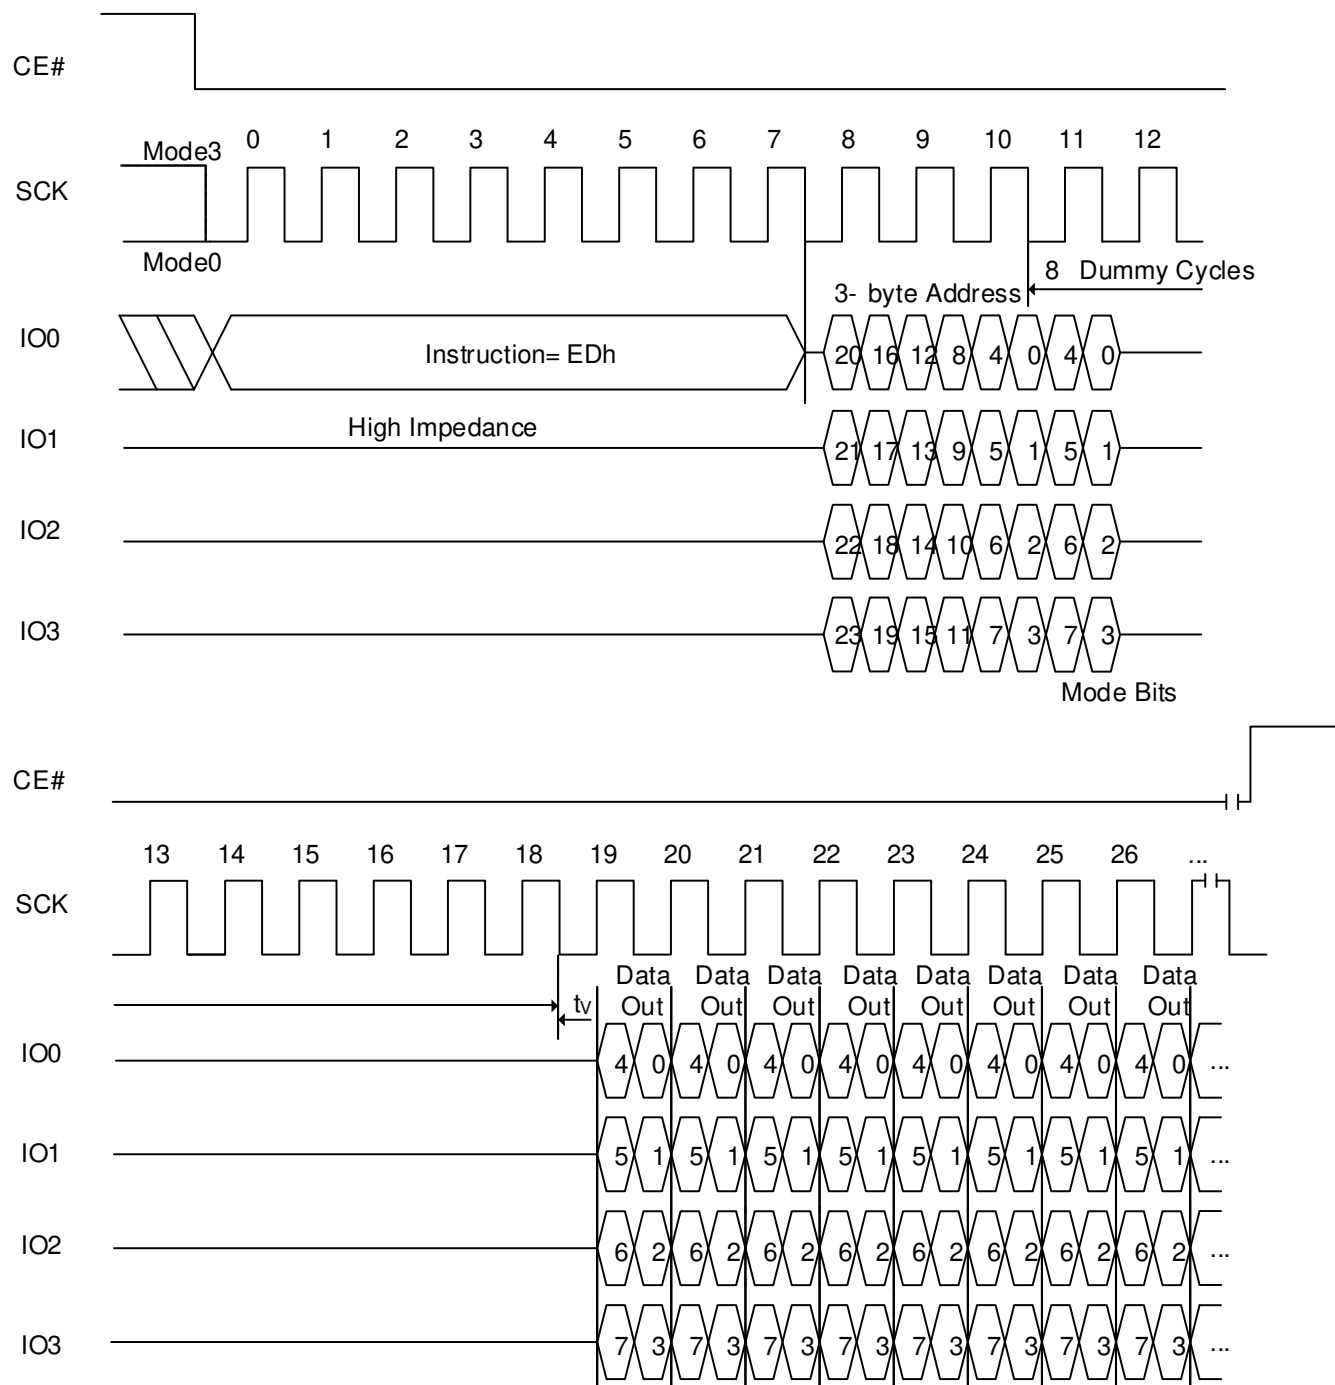 CE#
0 1 2 3 4 5 6 7 8 9 10 11 12
Mode3
SCK
Mode0
8 Dummy Cycles
3- byte Address
IO0
Instruction= EDh
20 16 12 8 4 0 4 0
High Impedance
IO1
21 17 13 9 5 1 5 1
IO2
22 18 14 10 6 2 6 2
IO3
23 19 15 11 7 3 7 3
Mode Bits
CE#
13 14 15 16 17 18 19 20 21 22 23 24 25 26 ...
SCK
Data Data Data Data Data Data Data Data
tV Out Out Out Out Out Out Out Out
IO0
4 0 4 0 4 0 4 0 4 0 4 0 4 0 4 0 ...
IO1
5 1 5 1 5 1 5 1 5 1 5 1 5 1 5 1 ...
IO2
6 2 6 2 6 2 6 2 6 2 6 2 6 2 6 2 ...
IO3
7 3 7 3 7 3 7 3 7 3 7 3 7 3 7 3 ...